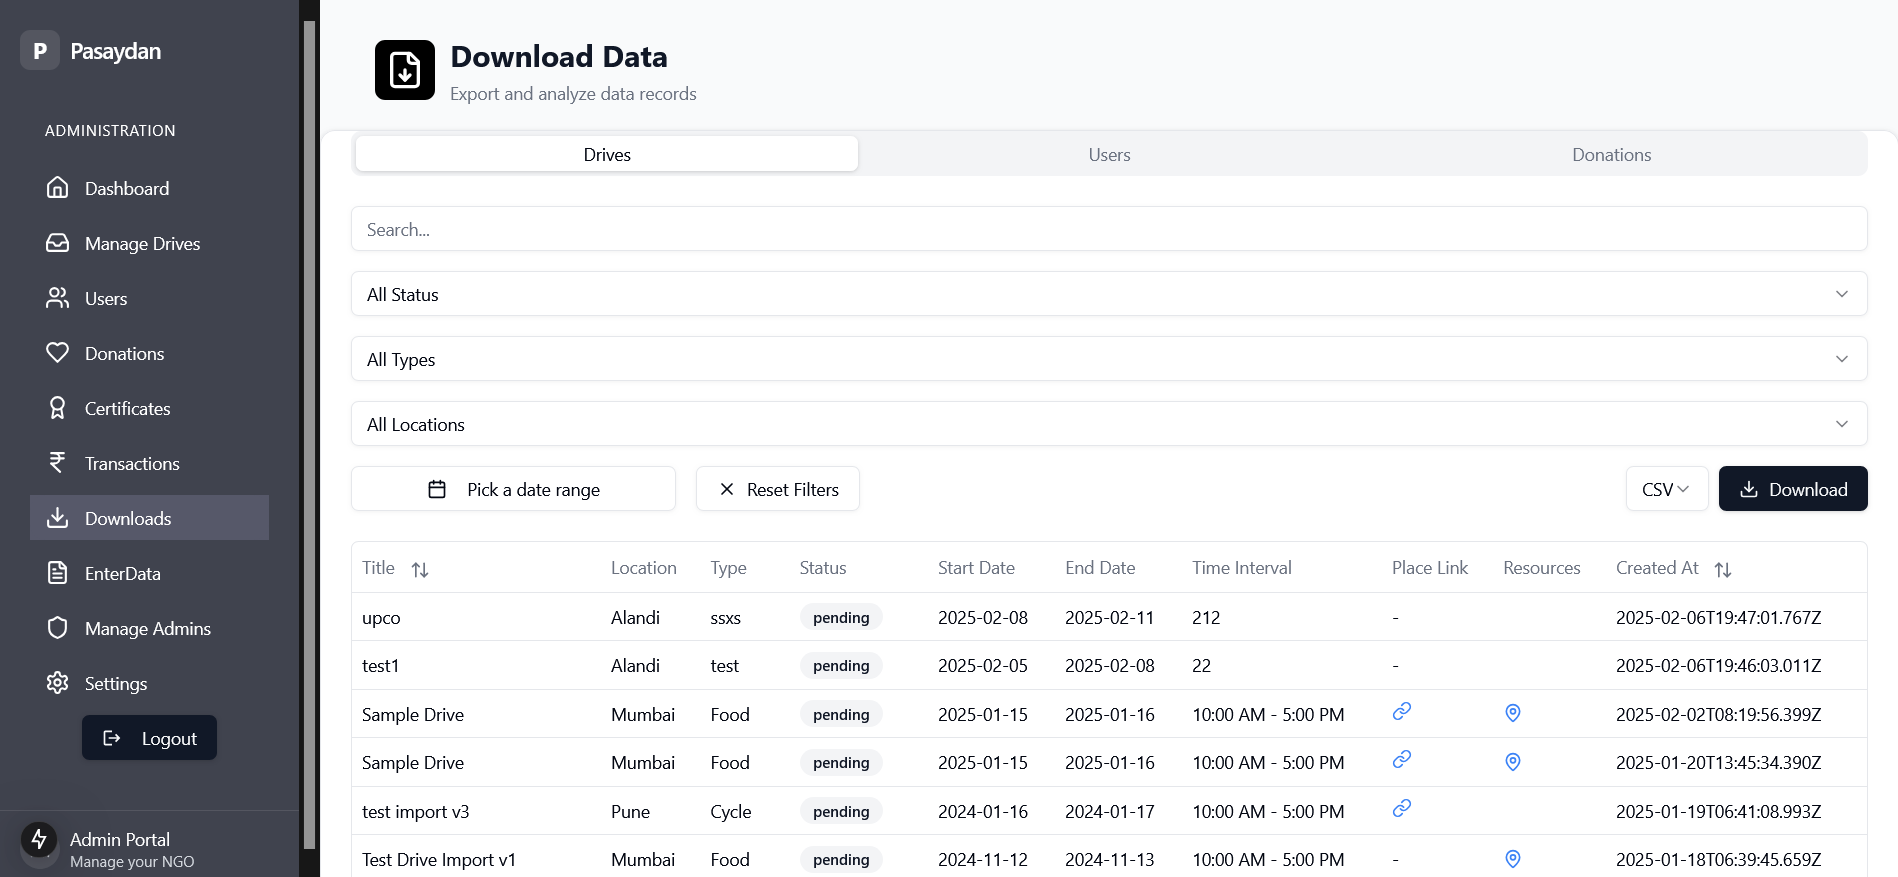 P Pasaydan
ADMINISTRATION
Dashboard
Manage Drives
Users
Donations
Certificates
Transactions
Downloads
EnterData
Manage Admins
Settings
Logout
Admin Portal
Manage your NGO
Download Data
Export and analyze data records
Drives Users Donations
Search...
All Status
All Types
All Locations
Pick a date range Reset Filters CSV Download
Title Location Type Status Start Date End Date Time Interval Place Link Resources Created At
upco Alandi ssxs pending 2025-02-08 2025-02-11 212 - 2025-02-06T19:47:01.767Z
test1 Alandi test pending 2025-02-05 2025-02-08 22 - 2025-02-06T19:46:03.011Z
Sample Drive Mumbai Food pending 2025-01-15 2025-01-16 10:00 AM - 5:00 PM 2025-02-02T08:19:56.399Z
Sample Drive Mumbai Food pending 2025-01-15 2025-01-16 10:00 AM - 5:00 PM 2025-01-20T13:45:34.390Z
test import v3 Pune Cycle pending 2024-01-16 2024-01-17 10:00 AM - 5:00 PM 2025-01-19T06:41:08.993Z
Test Drive Import v1 Mumbai Food pending 2024-11-12 2024-11-13 10:00 AM - 5:00 PM - 2025-01-18T06:39:45.659Z